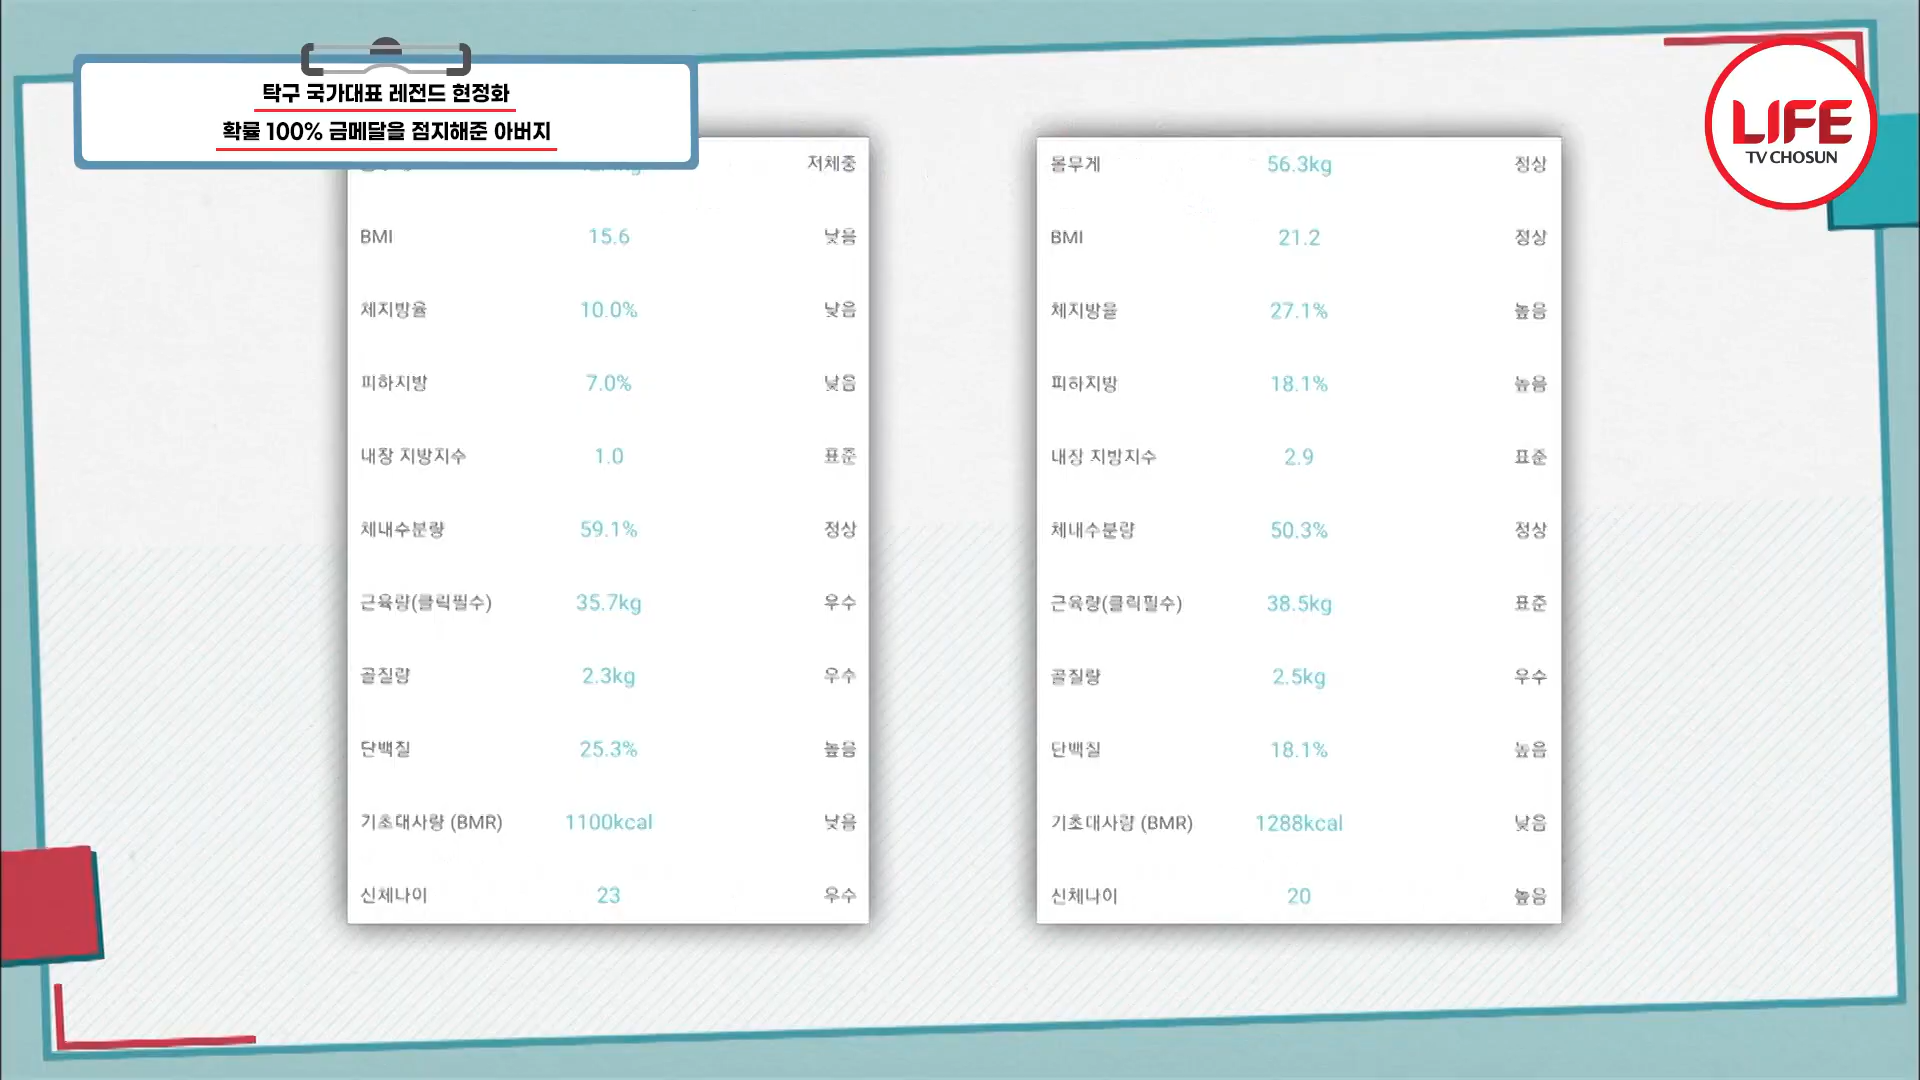 탁구 국가대표 레전드 현정화
확률 100% 금메달을 점지해준 아버지
LIFE
TV CHOSUN
저체중
BMI 15.6 낮음
체지방율 10.0% 낮음
피하지방 7.0% 낮음
내장 지방지수 1.0 표준
체내수분량 59.1% 정상
근육량(클릭필수) 35.7kg 우수
골질량 2.3kg 우수
단백질 25.3% 높음
기초대사량 (BMR) 1100kcal 낮음
신체나이 23 우수
몸무게 56.3kg 정상
BMI 21.2 정상
체지방율 27.1% 높음
피하지방 18.1% 높음
내장 지방지수 2.9 표준
체내수분량 50.3% 정상
근육량(클릭필수) 38.5kg 표준
골질량 2.5kg 우수
단백질 18.1% 높음
기초대사량 (BMR) 1288kcal 낮음
신체나이 20 높음